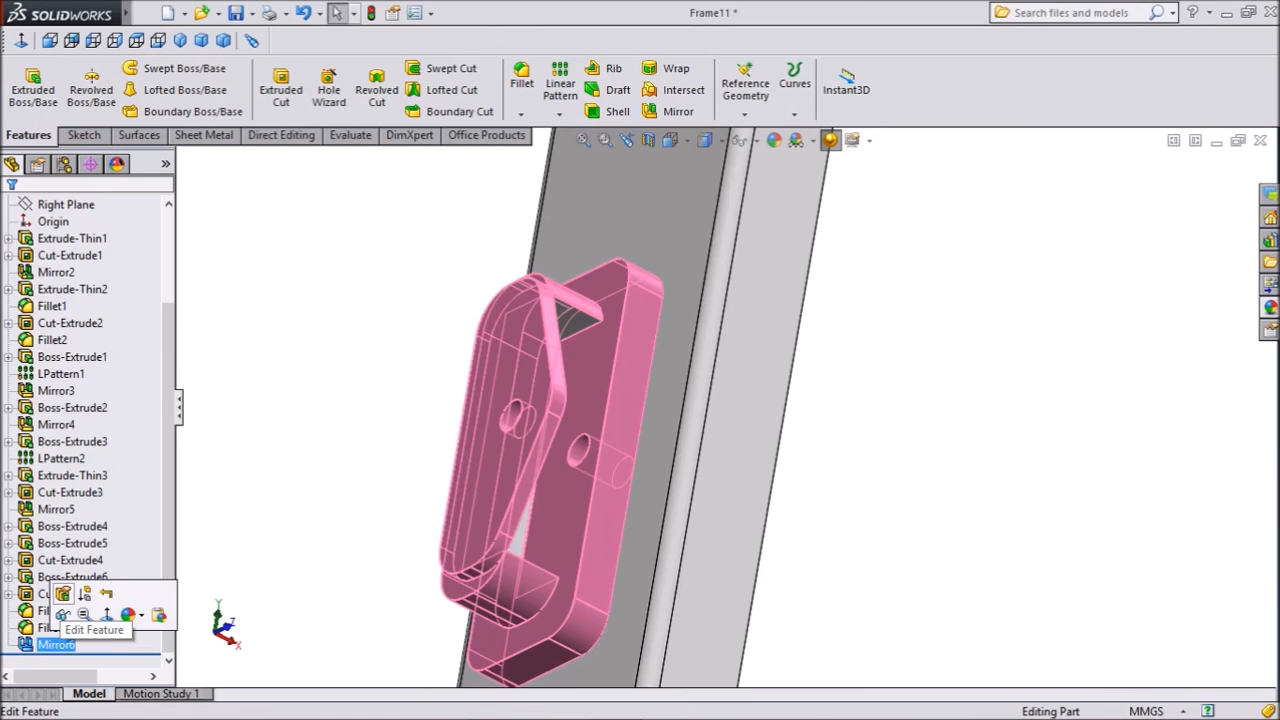 SOLIDWORKS
Frame11 *
Search files and models
Extruded Boss/Base
Revolved Boss/Base
Swept Boss/Base
Lofted Boss/Base
Boundary Boss/Base
Extruded Cut
Hole Wizard
Revolved Cut
Swept Cut
Lofted Cut
Boundary Cut
Fillet
Linear Pattern
Rib
Draft
Shell
Wrap
Intersect
Mirror
Reference Geometry
Curves
Instant3D
Features
Sketch
Surfaces
Sheet Metal
Direct Editing
Evaluate
DimXpert
Office Products
Right Plane
Origin
Extrude-Thin1
Cut-Extrude1
Mirror2
Extrude-Thin2
Fillet1
Cut-Extrude2
Fillet2
Boss-Extrude1
LPattern1
Mirror3
Boss-Extrude2
Mirror4
Boss-Extrude3
LPattern2
Extrude-Thin3
Cut-Extrude3
Mirror5
Boss-Extrude4
Boss-Extrude5
Cut-Extrude4
Boss-Extrude6
Edit Feature
Mirror6
Y
Z
X
Model
Motion Study 1
Edit Feature
Editing Part
MMGS